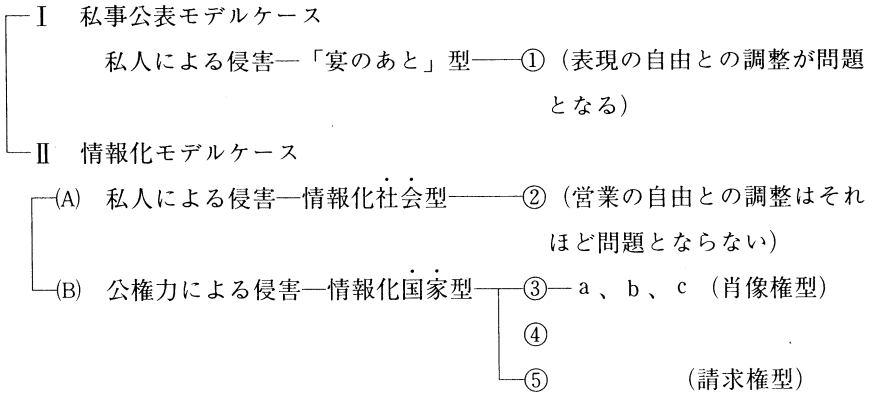 Ⅰ 私事公表モデルケース
私人による侵害―「宴のあと」型――① (表現の自由との調整が問題
となる)
Ⅱ 情報化モデルケース
(A) 私人による侵害―情報化社会型――② (営業の自由との調整はそれ
ほど問題とならない)
(B) 公権力による侵害―情報化国家型――③―a、b、c (肖像権型)
④
⑤ (請求権型)